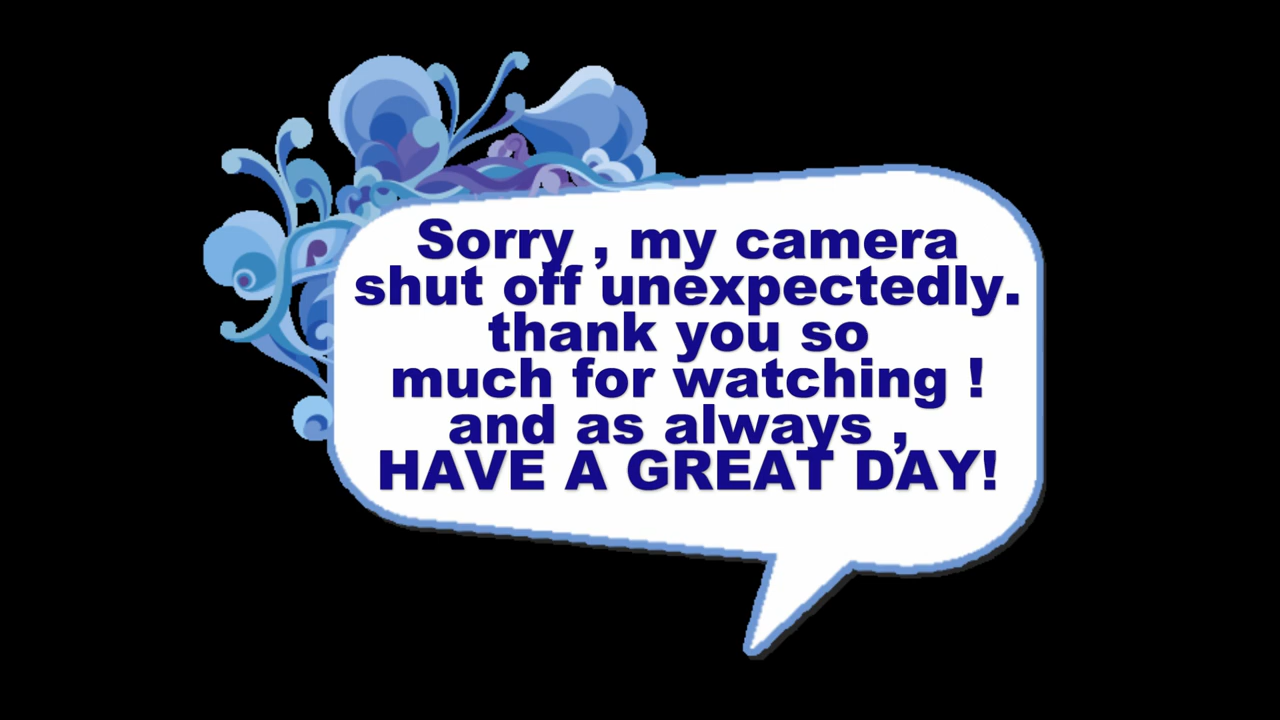 Sorry , my camera
shut off unexpectedly.
thank you so
much for watching !
and as always ,
HAVE A GREAT DAY!